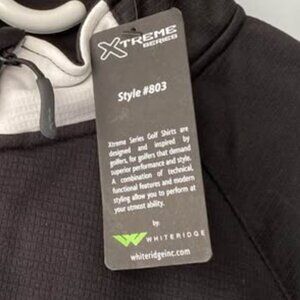 XTREME
SERIES
Style #803
Xtreme Series Golf Shirts are
designed and inspired by
golfers, for golfers that demand
superior performance and style.
A combination of technical,
functional features and modern
styling allow you to perform at
your utmost ability.
by:
WHITERIDGE
whiteridgeinc.com